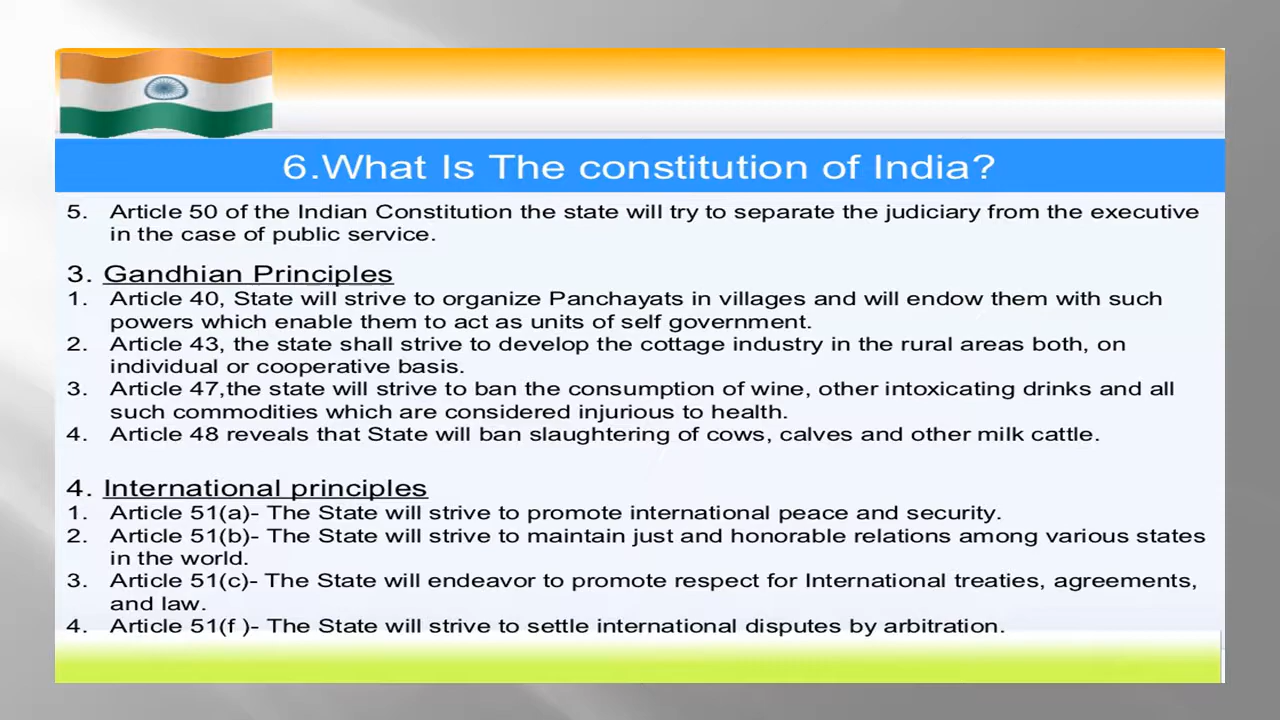 6.What Is The constitution of India?
5. Article 50 of the Indian Constitution the state will try to separate the judiciary from the executive
in the case of public service.
3. Gandhian Principles
1. Article 40, State will strive to organize Panchayats in villages and will endow them with such
powers which enable them to act as units of self government.
2. Article 43, the state shall strive to develop the cottage industry in the rural areas both, on
individual or cooperative basis.
3. Article 47,the state will strive to ban the consumption of wine, other intoxicating drinks and all
such commodities which are considered injurious to health.
4. Article 48 reveals that State will ban slaughtering of cows, calves and other milk cattle.
4. International principles
1. Article 51(a)- The State will strive to promote international peace and security.
2. Article 51(b)- The State will strive to maintain just and honorable relations among various states
in the world.
3. Article 51(c)- The State will endeavor to promote respect for International treaties, agreements,
and law.
4. Article 51(f )- The State will strive to settle international disputes by arbitration.